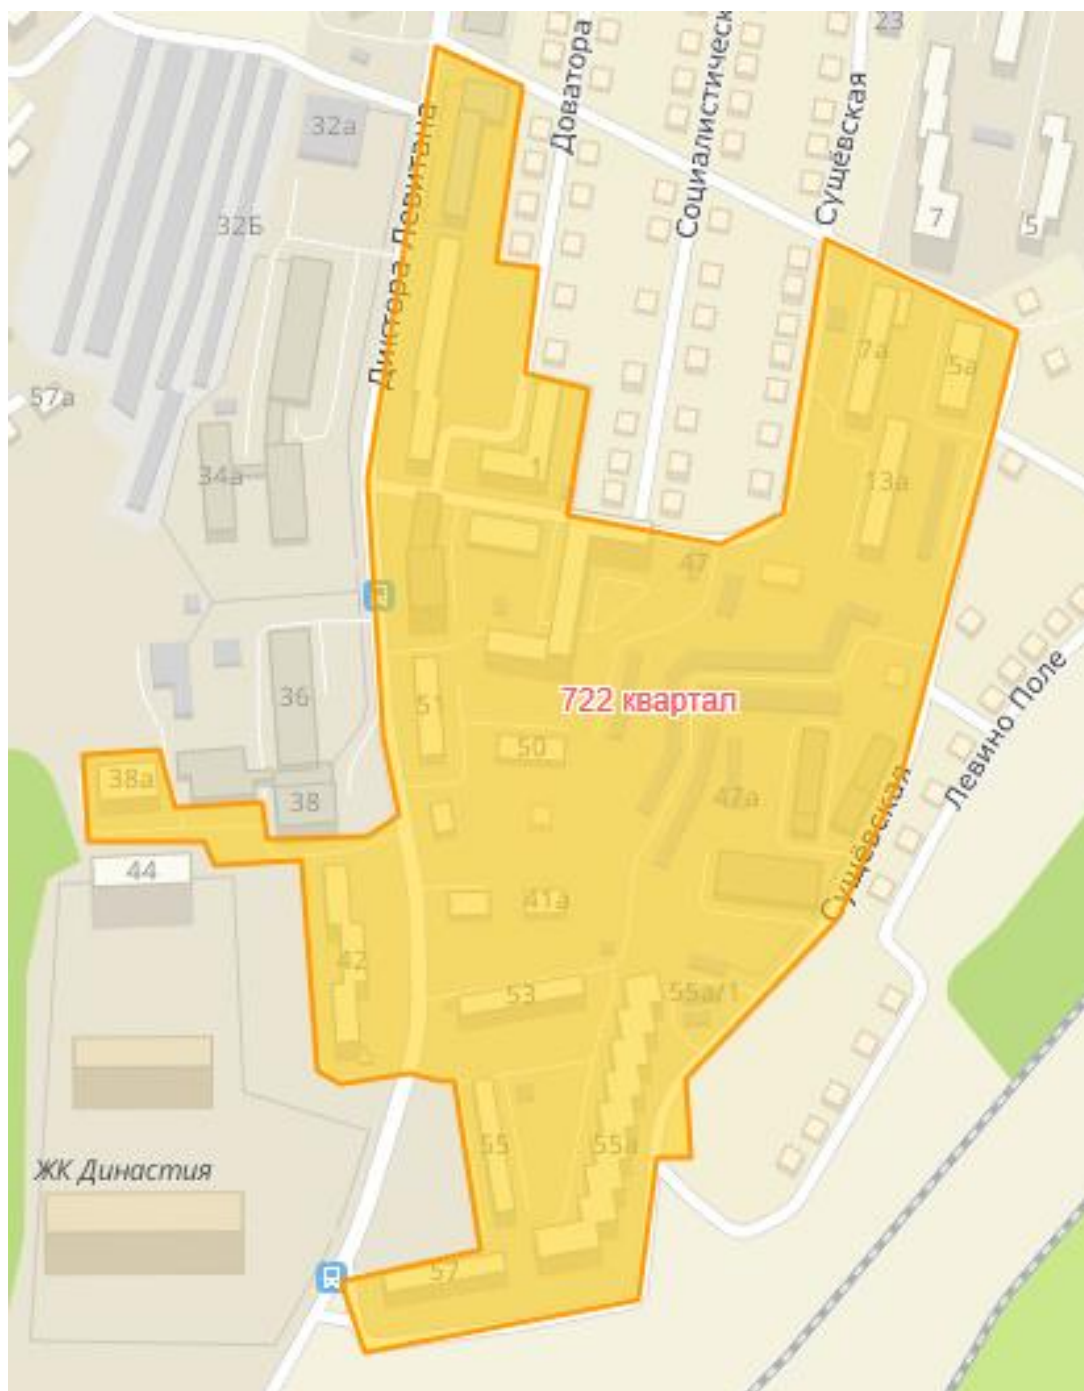 23
Доватора
Социалистическ
Сущёвская
32а
Диктора Левитана
7
5
32Б
7а
5а
57а
34а
1
13а
47
36
51
722 квартал
50
Левино Поле
38а
38
47а
Сущёвская
44
41а
42
53
55а/1
55
55а
ЖК Династия
57